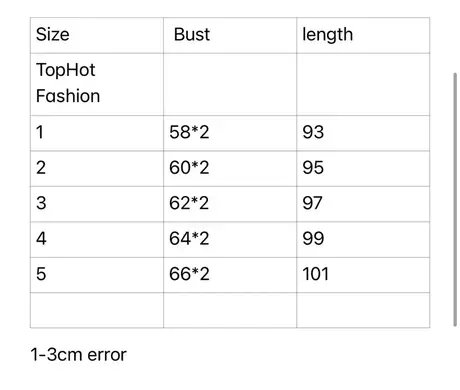 Size Bust length
TopHot
Fashion
1 58*2 93
2 60*2 95
3 62*2 97
4 64*2 99
5 66*2 101
1-3cm error